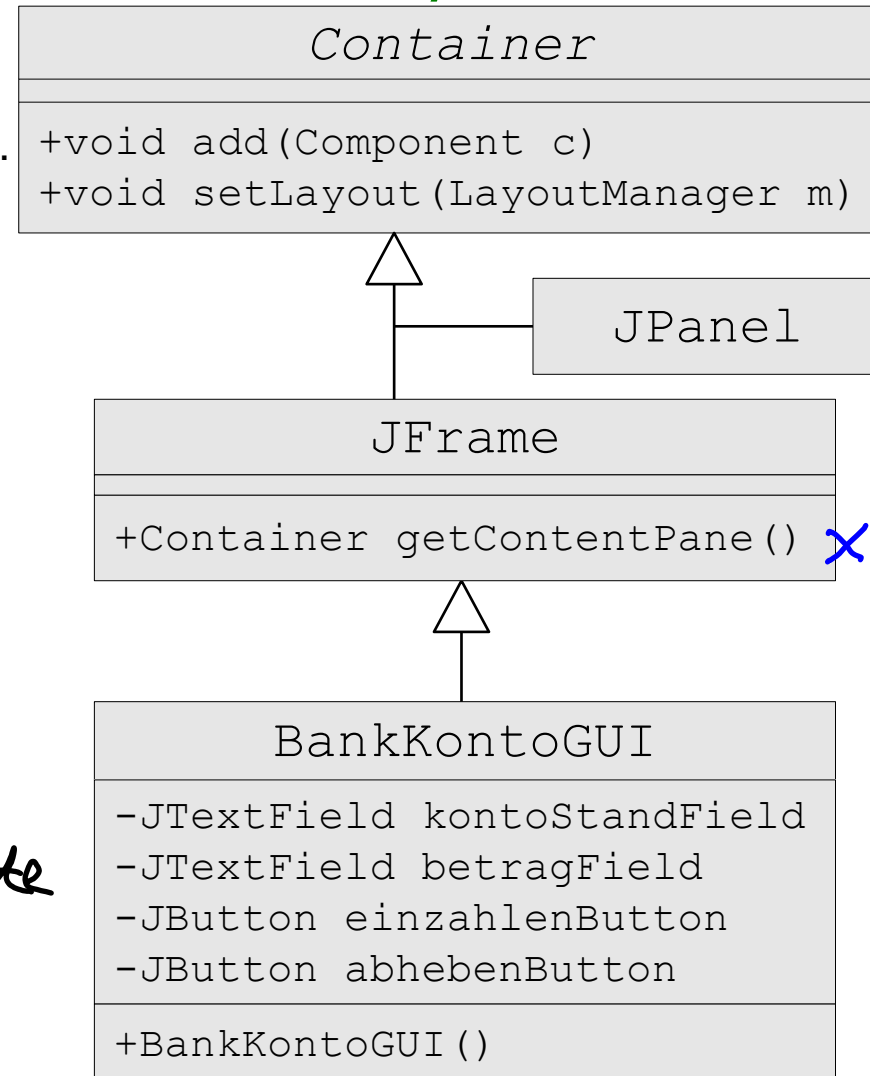 Container
+void add(Component c)
+void setLayout(LayoutManager m)
JPanel
JFrame
+Container getContentPane() x
BankKontoGUI
-JTextField kontoStandField
-JTextField betragField
-JButton einzahlenButton
-JButton abhebenButton
+BankKontoGUI()